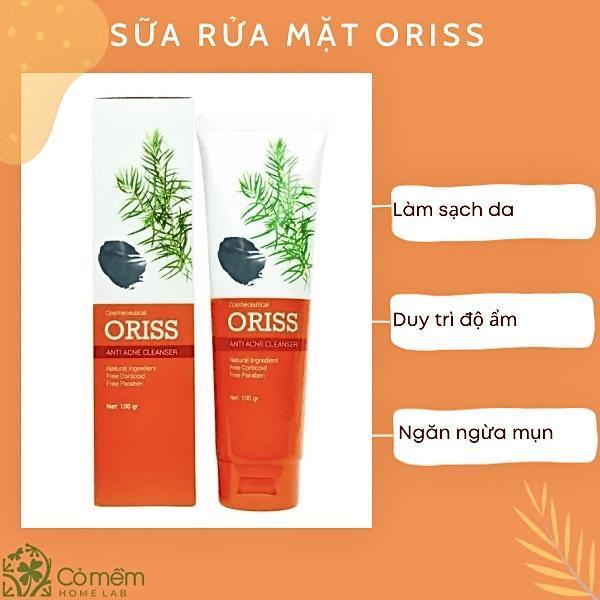 SỮA RỬA MẶT ORISS
Cosmeceutical
ORISS
ANTI ACNE CLEANSER
Natural Ingredient
Free Corticoid
Free Paraben
Net: 100 gr
Cosmeceutical
ORISS
ANTI ACNE CLEANSER
Natural Ingredient
Free Corticoid
Free Paraben
Net: 100 gr
Làm sạch da
Duy trì độ ẩm
Ngăn ngừa mụn
Cỏ mềm
HOME LAB